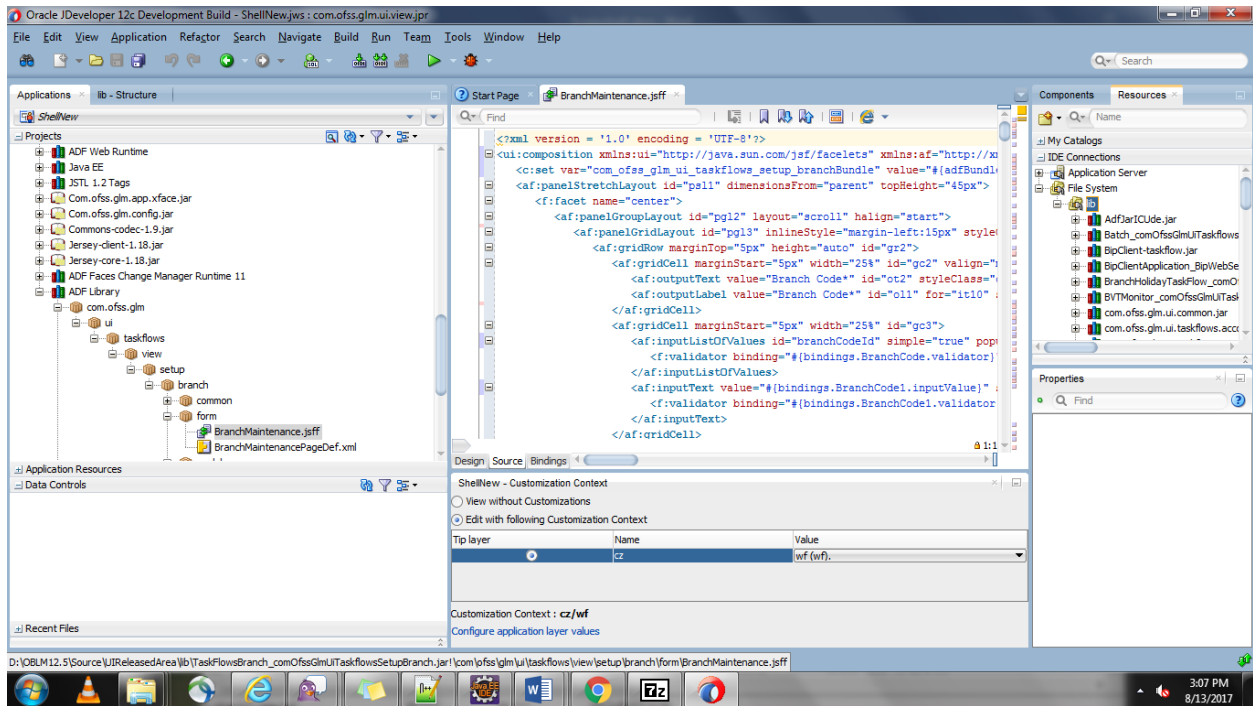 Oracle JDeveloper 12c Development Build - ShellNew.jws : com.ofss.glm.ui.view.jpr
File Edit View Application Refactor Search Navigate Build Run Team Tools Window Help
Search
Applications
lib - Structure
ShellNew
Projects
ADF Web Runtime
Java EE
JSTL 1.2 Tags
Com.ofss.glm.app.xface.jar
Com.ofss.glm.config.jar
Commons-codec-1.9.jar
Jersey-client-1.18.jar
Jersey-core-1.18.jar
ADF Faces Change Manager Runtime 11
ADF Library
com.ofss.glm
ui
taskflows
view
setup
branch
common
form
BranchMaintenance.jsff
BranchMaintenancePageDef.xml
Application Resources
Data Controls
Recent Files
Start Page
BranchMaintenance.jsff
Find
<?xml version = '1.0' encoding = 'UTF-8'?>
<ui:composition xmlns:ui="http://java.sun.com/jsf/facelets" xmlns:af="http://x
<c:set var="com_ofss_glm_ui_taskflows_setup_branchBundle" value="#{adfBundl
<af:panelStretchLayout id="psl1" dimensionsFrom="parent" topHeight="45px">
<f:facet name="center">
<af:panelGroupLayout id="pgl2" layout="scroll" halign="start">
<af:panelGridLayout id="pgl3" inlineStyle="margin-left:15px" style
<af:gridRow marginTop="5px" height="auto" id="gr2">
<af:gridCell marginStart="5px" width="25%" id="gc2" valign="
<af:outputText value="Branch Code*" id="ot2" styleClass="
<af:outputLabel value="Branch Code*" id="ol1" for="it10"
</af:gridCell>
<af:gridCell marginStart="5px" width="25%" id="gc3">
<af:inputListOfValues id="branchCodeId" simple="true" pop
<f:validator binding="#{bindings.BranchCode.validator}
</af:inputListOfValues>
<af:inputText value="#{bindings.BranchCode1.inputValue}"
<f:validator binding="#{bindings.BranchCode1.validator
</af:inputText>
</af:gridCell>
1:1
Design Source Bindings
ShellNew - Customization Context
View without Customizations
Edit with following Customization Context
Tip layer Name Value
cz wf (wf).
Customization Context : cz/wf
Configure application layer values
Components
Resources
Name
My Catalogs
IDE Connections
Application Server
File System
lib
AdfJarICUde.jar
Batch_comOfssGlmUiTaskflows
BipClient-taskflow.jar
BipClientApplication_BipWebSe
BranchHolidayTaskFlow_comO
BVTMonitor_comOfssGlmUiTask
com.ofss.glm.ui.common.jar
com.ofss.glm.ui.taskflows.acc
Properties
Find
D:\OBLM12.5\Source\UIReleasedArea\lib\TaskFlowsBranch_comOfssGlmUiTaskflowsSetupBranch.jar!\com\ofss\glm\ui\taskflows\view\setup\branch\form\BranchMaintenance.jsff
Java EE IDE
3:07 PM
8/13/2017